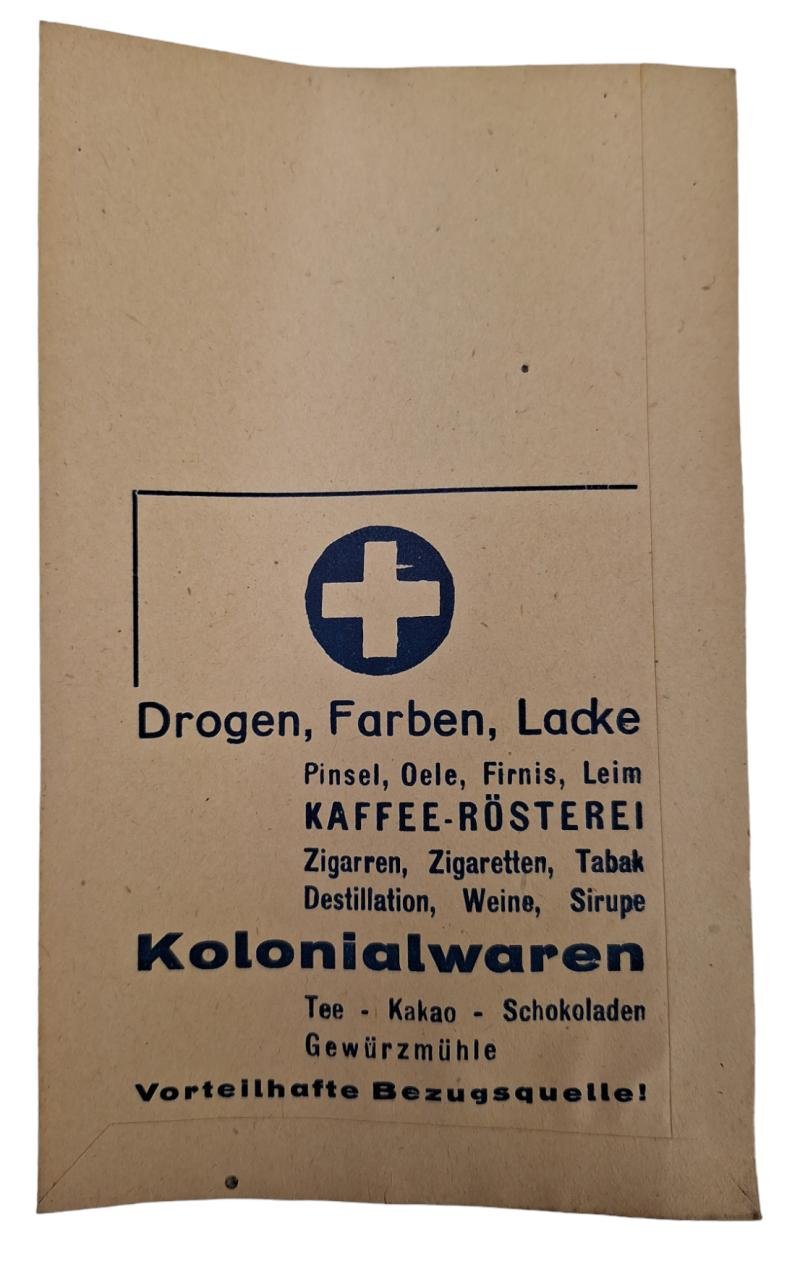 Drogen, Farben, Lacke
Pinsel, Oele, Firnis, Leim
KAFFEE-RÖSTEREI
Zigarren, Zigaretten, Tabak
Destillation, Weine, Sirupe
Kolonialwaren
Tee - Kakao - Schokoladen
Gewürzmühle
Vorteilhafte Bezugsquelle!